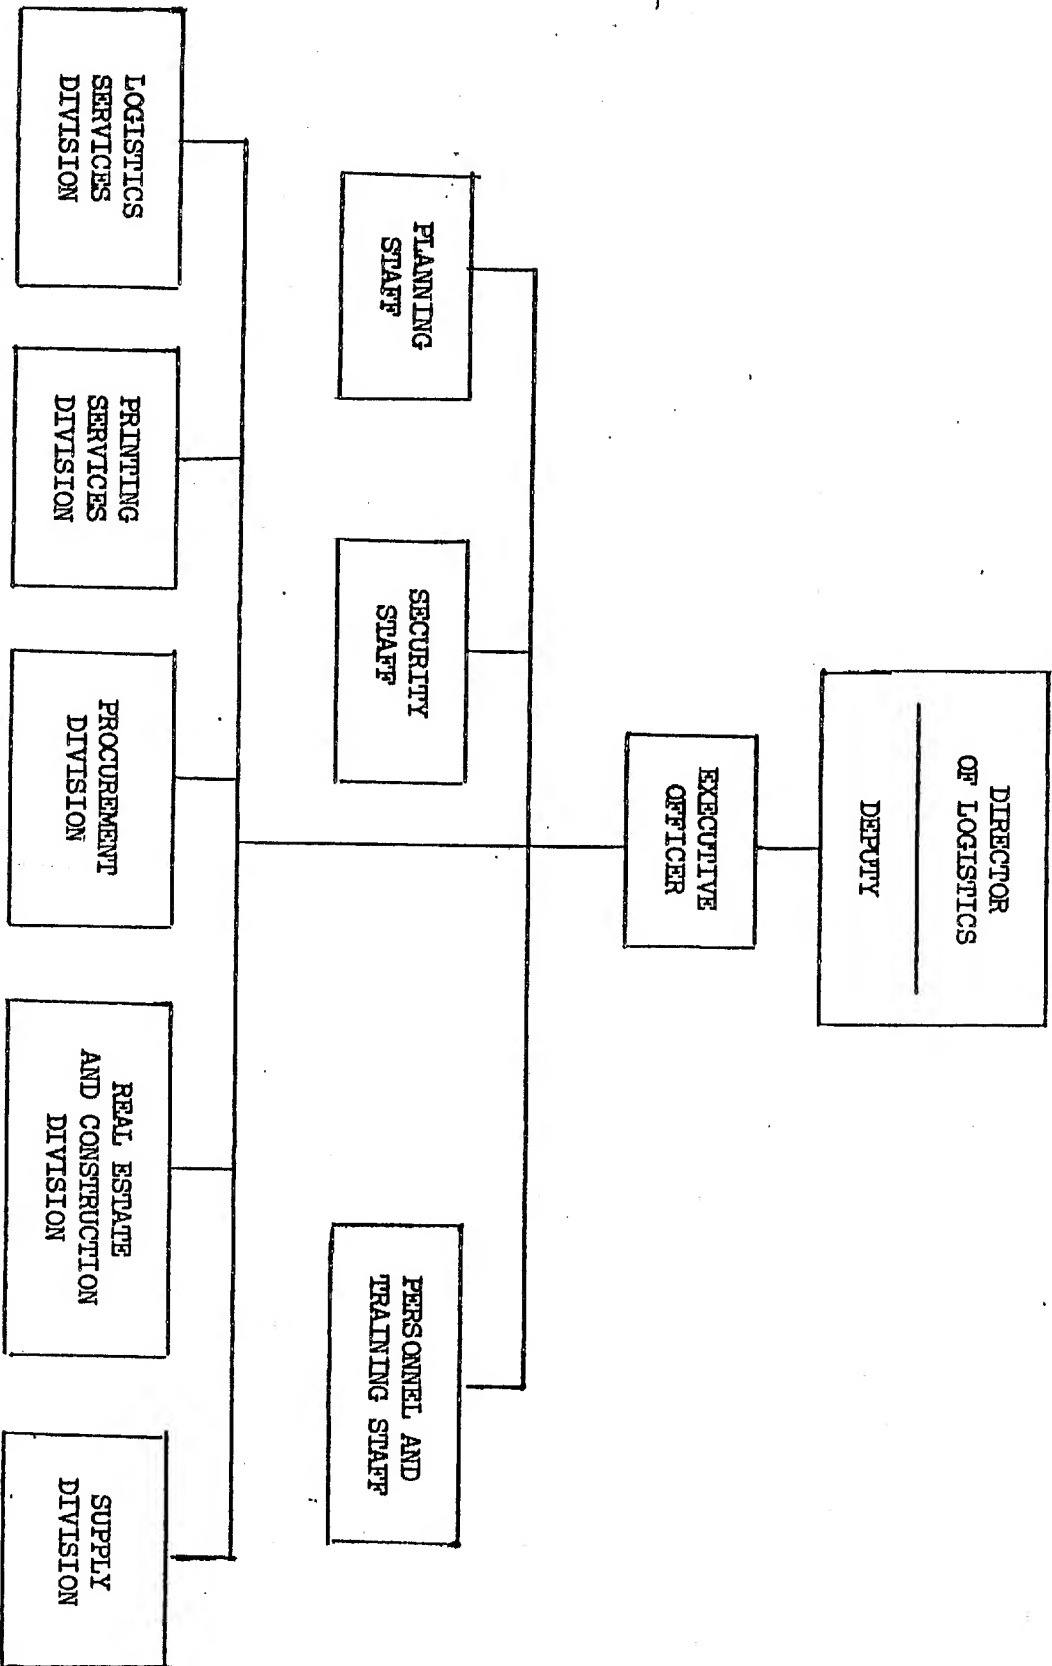 DIRECTOR
OF LOGISTICS
DEPUTY
EXECUTIVE
OFFICER
PLANNING
STAFF
SECURITY
STAFF
PERSONNEL AND
TRAINING STAFF
LOGISTICS
SERVICES
DIVISION
PRINTING
SERVICES
DIVISION
PROCUREMENT
DIVISION
REAL ESTATE
AND CONSTRUCTION
DIVISION
SUPPLY
DIVISION